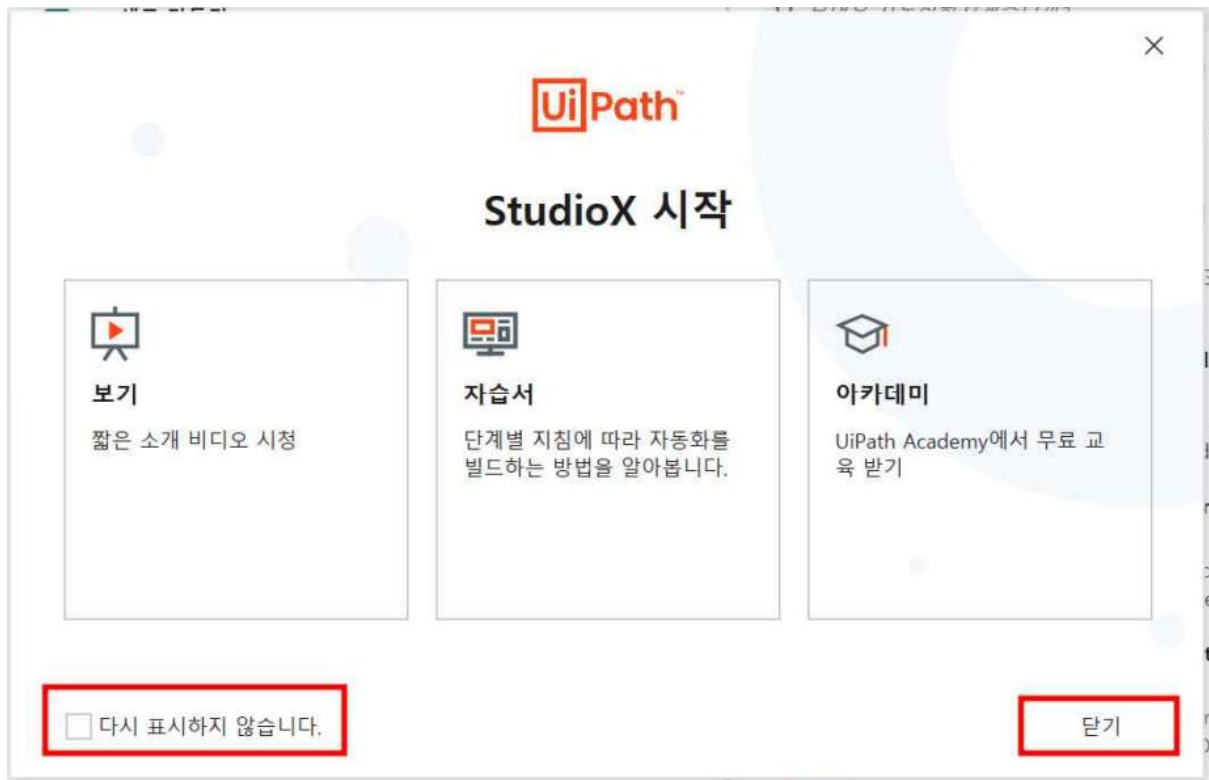 UiPath
StudioX 시작
보기
짧은 소개 비디오 시청
자습서
단계별 지침에 따라 자동화를
빌드하는 방법을 알아봅니다.
아카데미
UiPath Academy에서 무료 교
육 받기
다시 표시하지 않습니다.
닫기